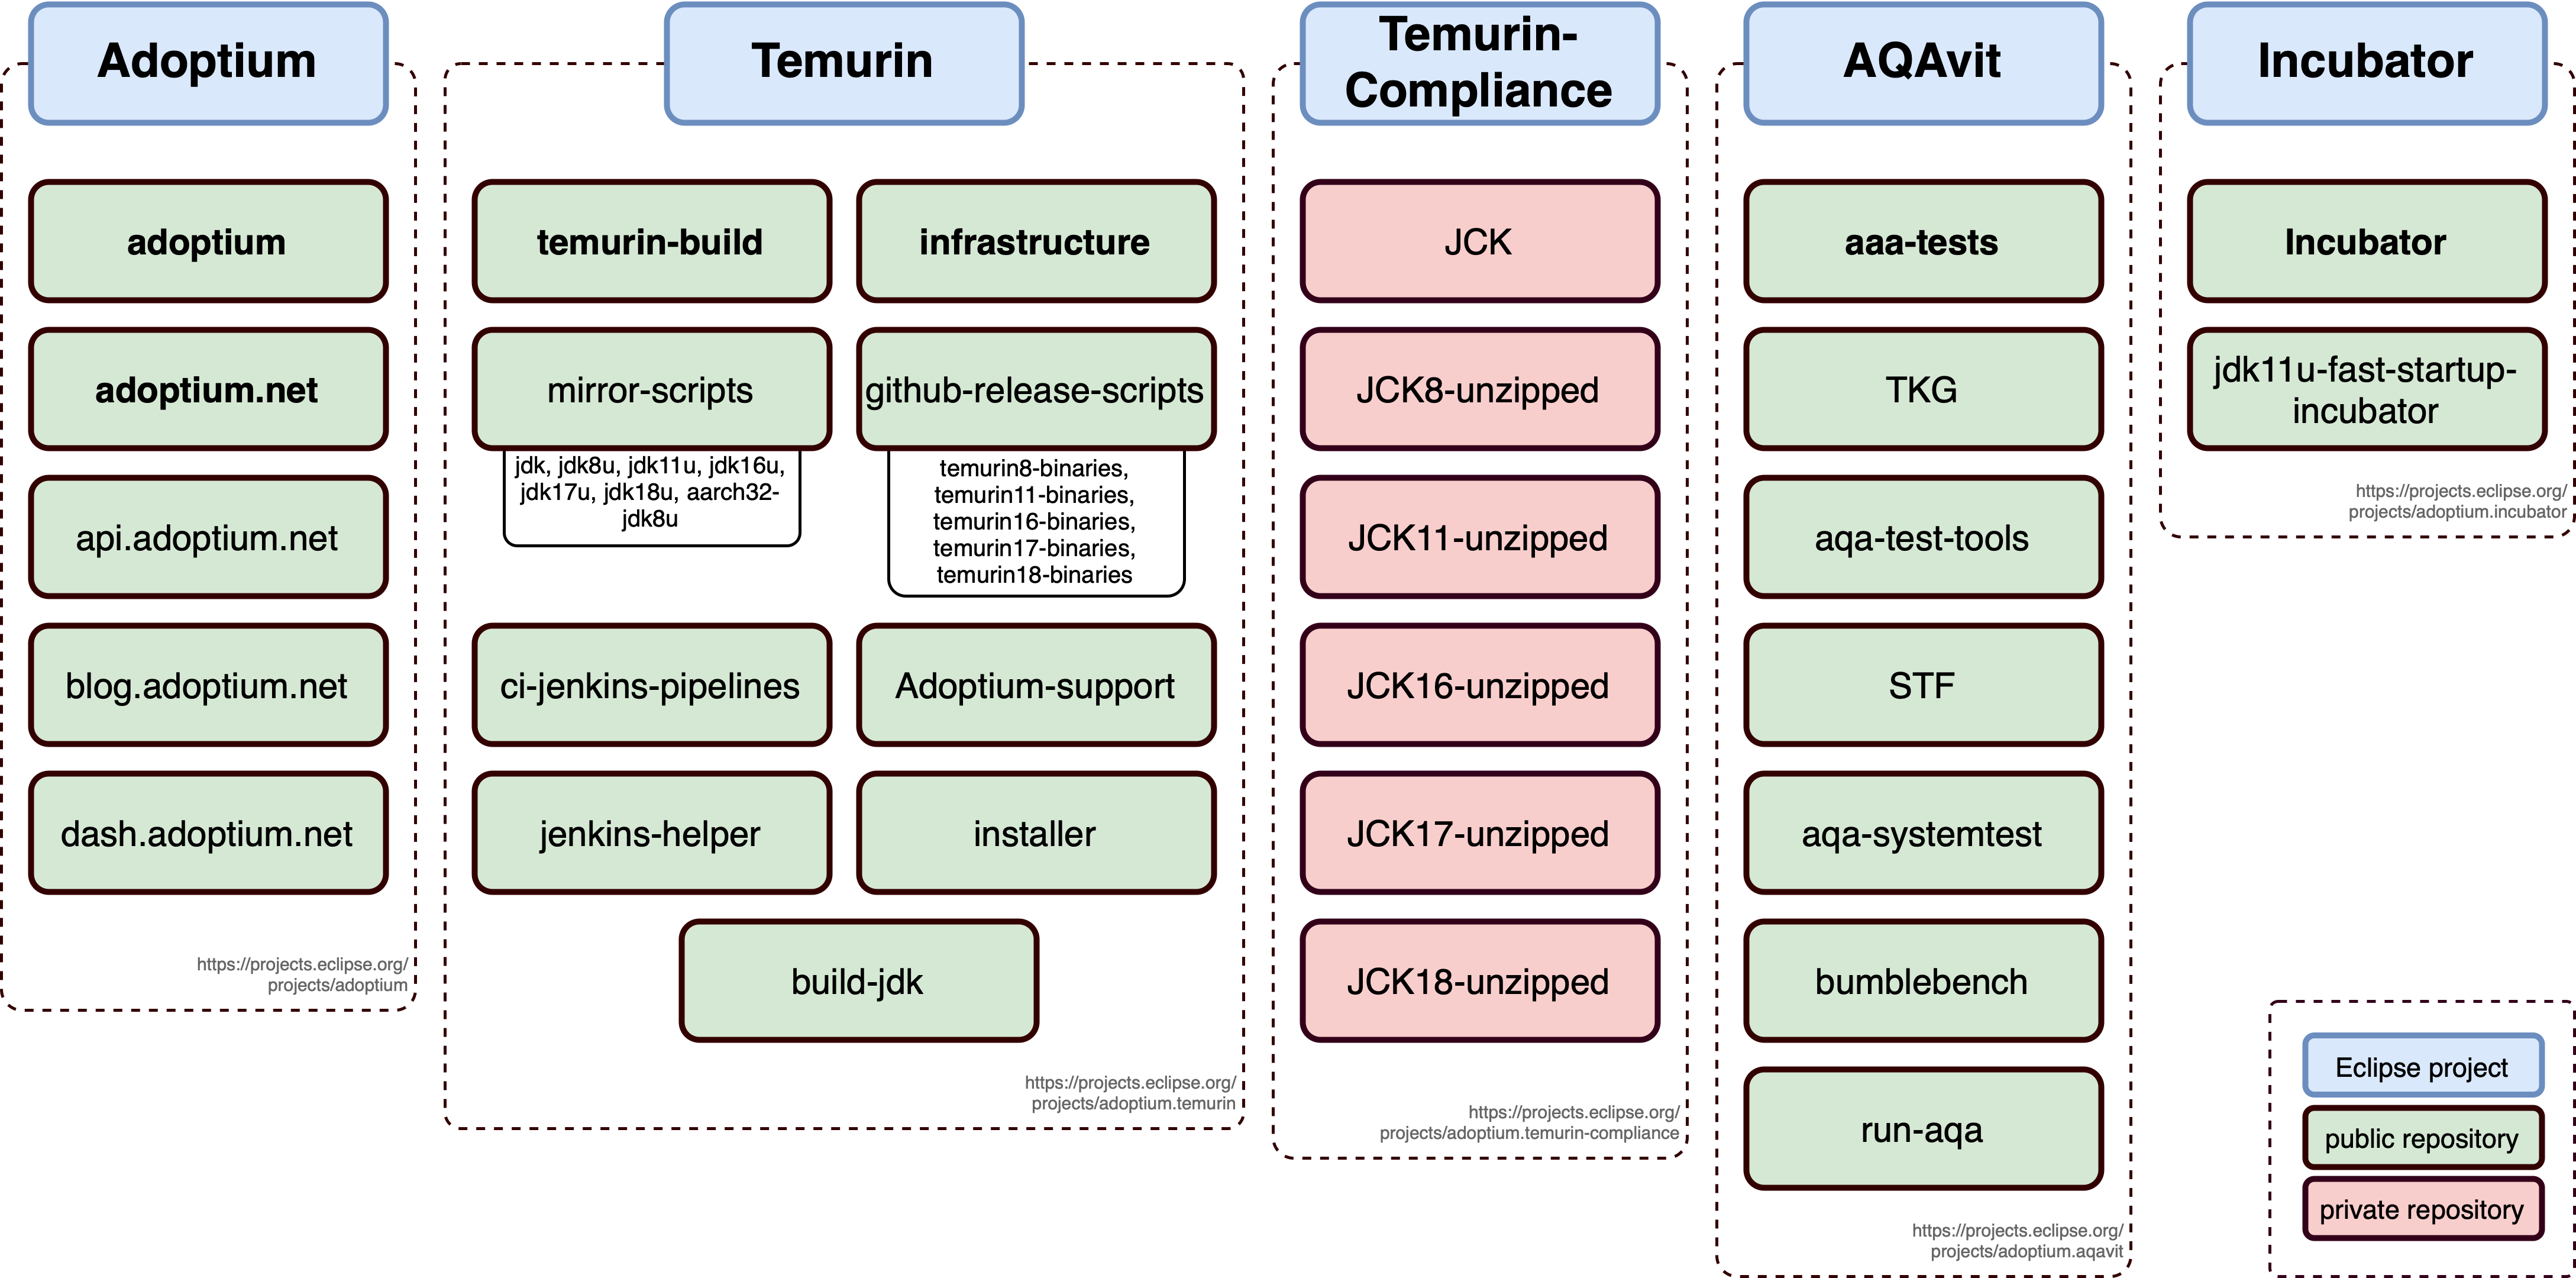 Adoptium
adoptium
adoptium.net
api.adoptium.net
blog.adoptium.net
dash.adoptium.net
https://projects.eclipse.org/
projects/adoptium
Temurin
temurin-build
infrastructure
mirror-scripts
github-release-scripts
jdk, jdk8u, jdk11u, jdk16u,
jdk17u, jdk18u, aarch32-
jdk8u
temurin8-binaries,
temurin11-binaries,
temurin16-binaries,
temurin17-binaries,
temurin18-binaries
ci-jenkins-pipelines
Adoptium-support
jenkins-helper
installer
build-jdk
https://projects.eclipse.org/
projects/adoptium.temurin
Temurin-
Compliance
JCK
JCK8-unzipped
JCK11-unzipped
JCK16-unzipped
JCK17-unzipped
JCK18-unzipped
https://projects.eclipse.org/
projects/adoptium.temurin-compliance
AQAvit
aaa-tests
TKG
aqa-test-tools
STF
aqa-systemtest
bumblebench
run-aqa
https://projects.eclipse.org/
projects/adoptium.aqavit
Incubator
Incubator
jdk11u-fast-startup-
incubator
https://projects.eclipse.org/
projects/adoptium.incubator
Eclipse project
public repository
private repository